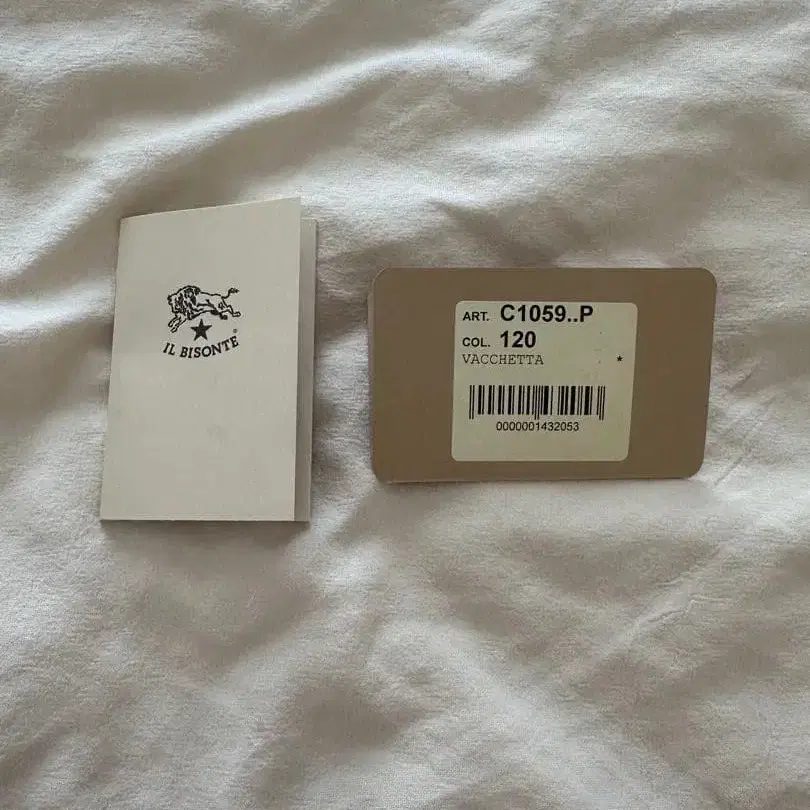 IL BISONTE
ART. C1059..P
COL. 120
VACCHETTA *
0000001432053